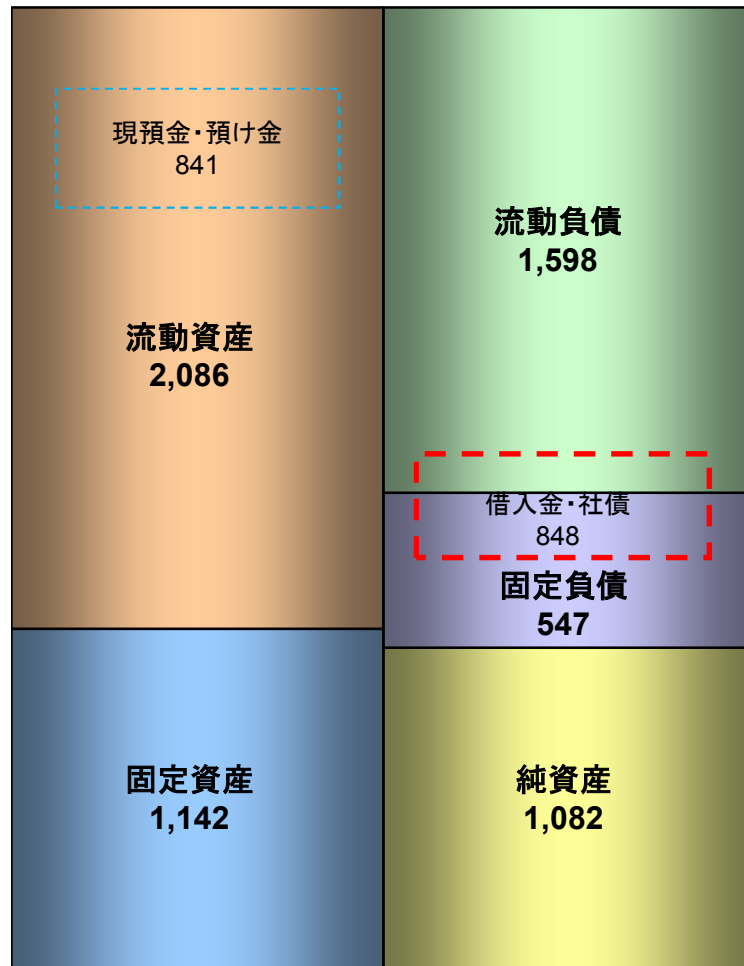 現預金・預け金
841
流動資産
2,086
固定資産
1,142
流動負債
1,598
借入金・社債
848
固定負債
547
純資産
1,082